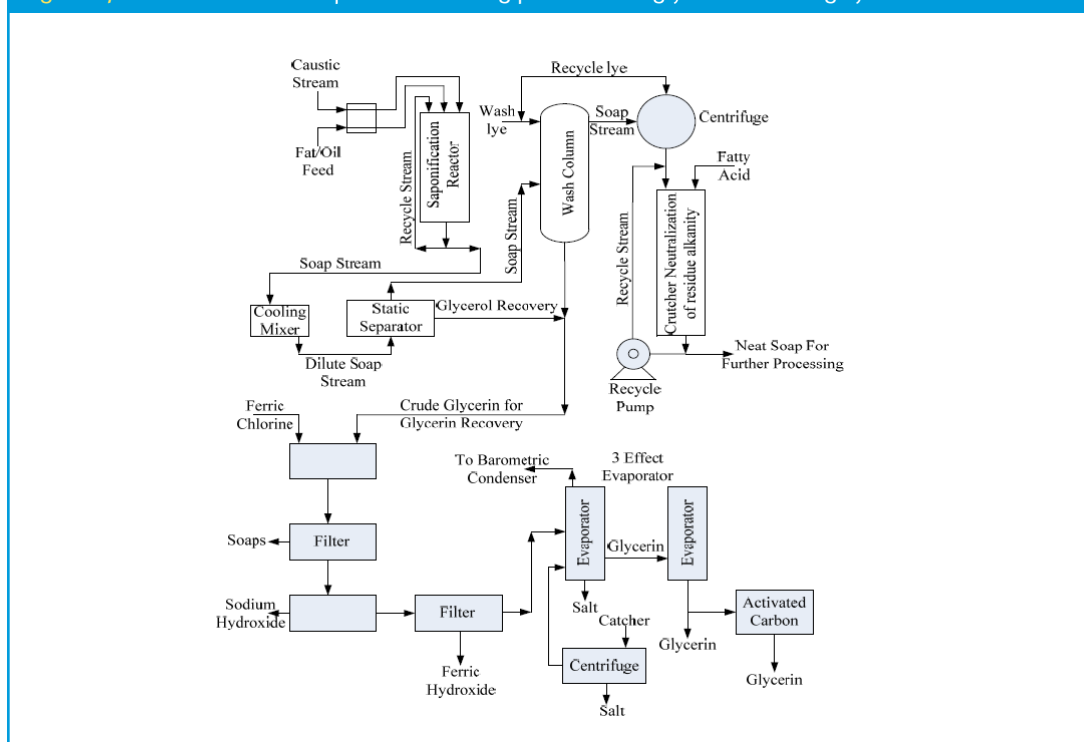 Caustic
Stream
Fat/Oil
Feed
Recycle Stream
Saponification
Reactor
Soap Stream
Cooling
Mixer
Dilute Soap
Stream
Static
Separator
Soap Stream
Glycerol Recovery
Recycle lye
Wash
lye
Wash Column
Soap
Stream
Centrifuge
Fatty
Acid
Recycle Stream
Crutcher Neutralization
of residue alkanity
Neat Soap For
Further Processing
Recycle
Pump
Ferric
Chlorine
Crude Glycerin for
Glycerin Recovery
Soaps
Filter
Sodium
Hydroxide
Filter
Ferric
Hydroxide
To Barometric
Condenser
3 Effect
Evaporator
Evaporator
Glycerin
Evaporator
Salt
Catcher
Centrifuge
Salt
Glycerin
Activated
Carbon
Glycerin